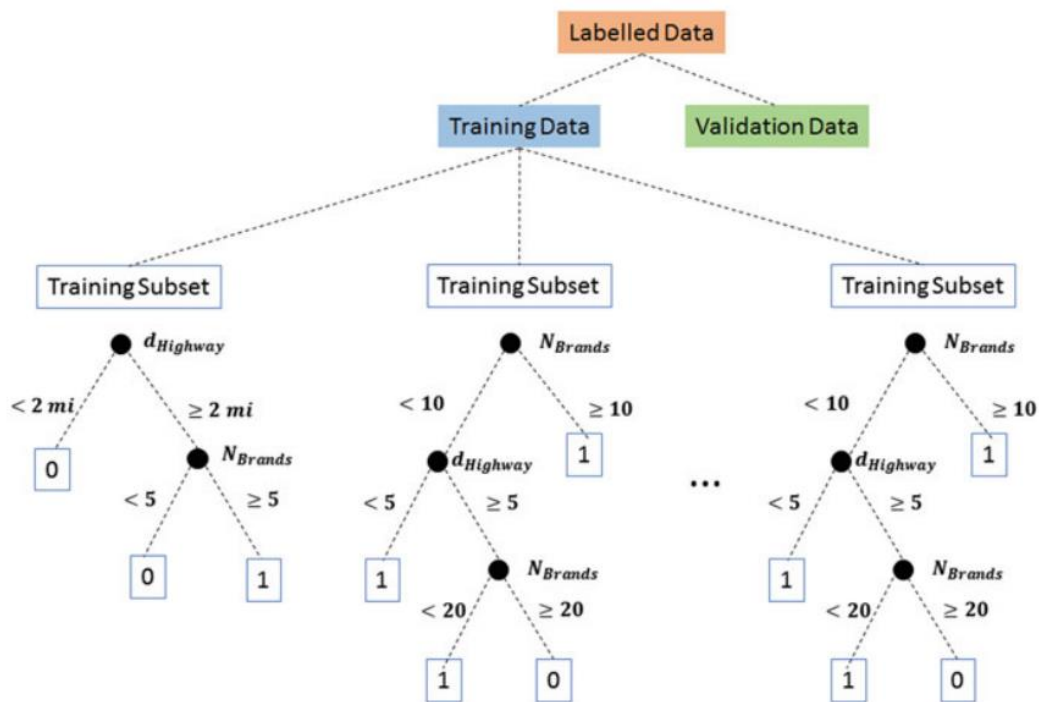 Labelled Data
Training Data Validation Data
Training Subset Training Subset Training Subset
d_Highway N_Brands N_Brands
< 2 mi ≥ 2 mi < 10 ≥ 10 < 10 ≥ 10
0 N_Brands d_Highway 1 d_Highway 1
< 5 ≥ 5 < 5 ≥ 5 ... < 5 ≥ 5
0 1 1 N_Brands 1 N_Brands
< 20 ≥ 20 < 20 ≥ 20
1 0 1 0